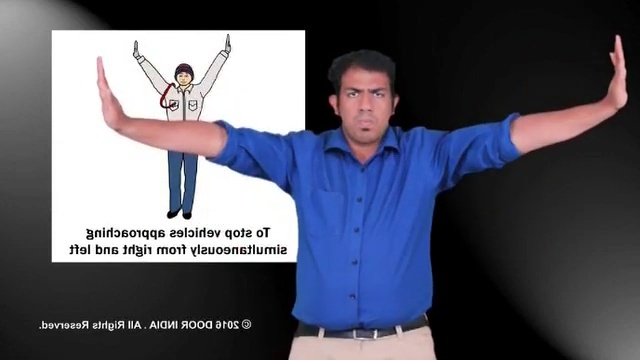 To stop vehicles approaching
simultaneously from right and left
© 2016 DOOR INDIA . All Rights Reserved.